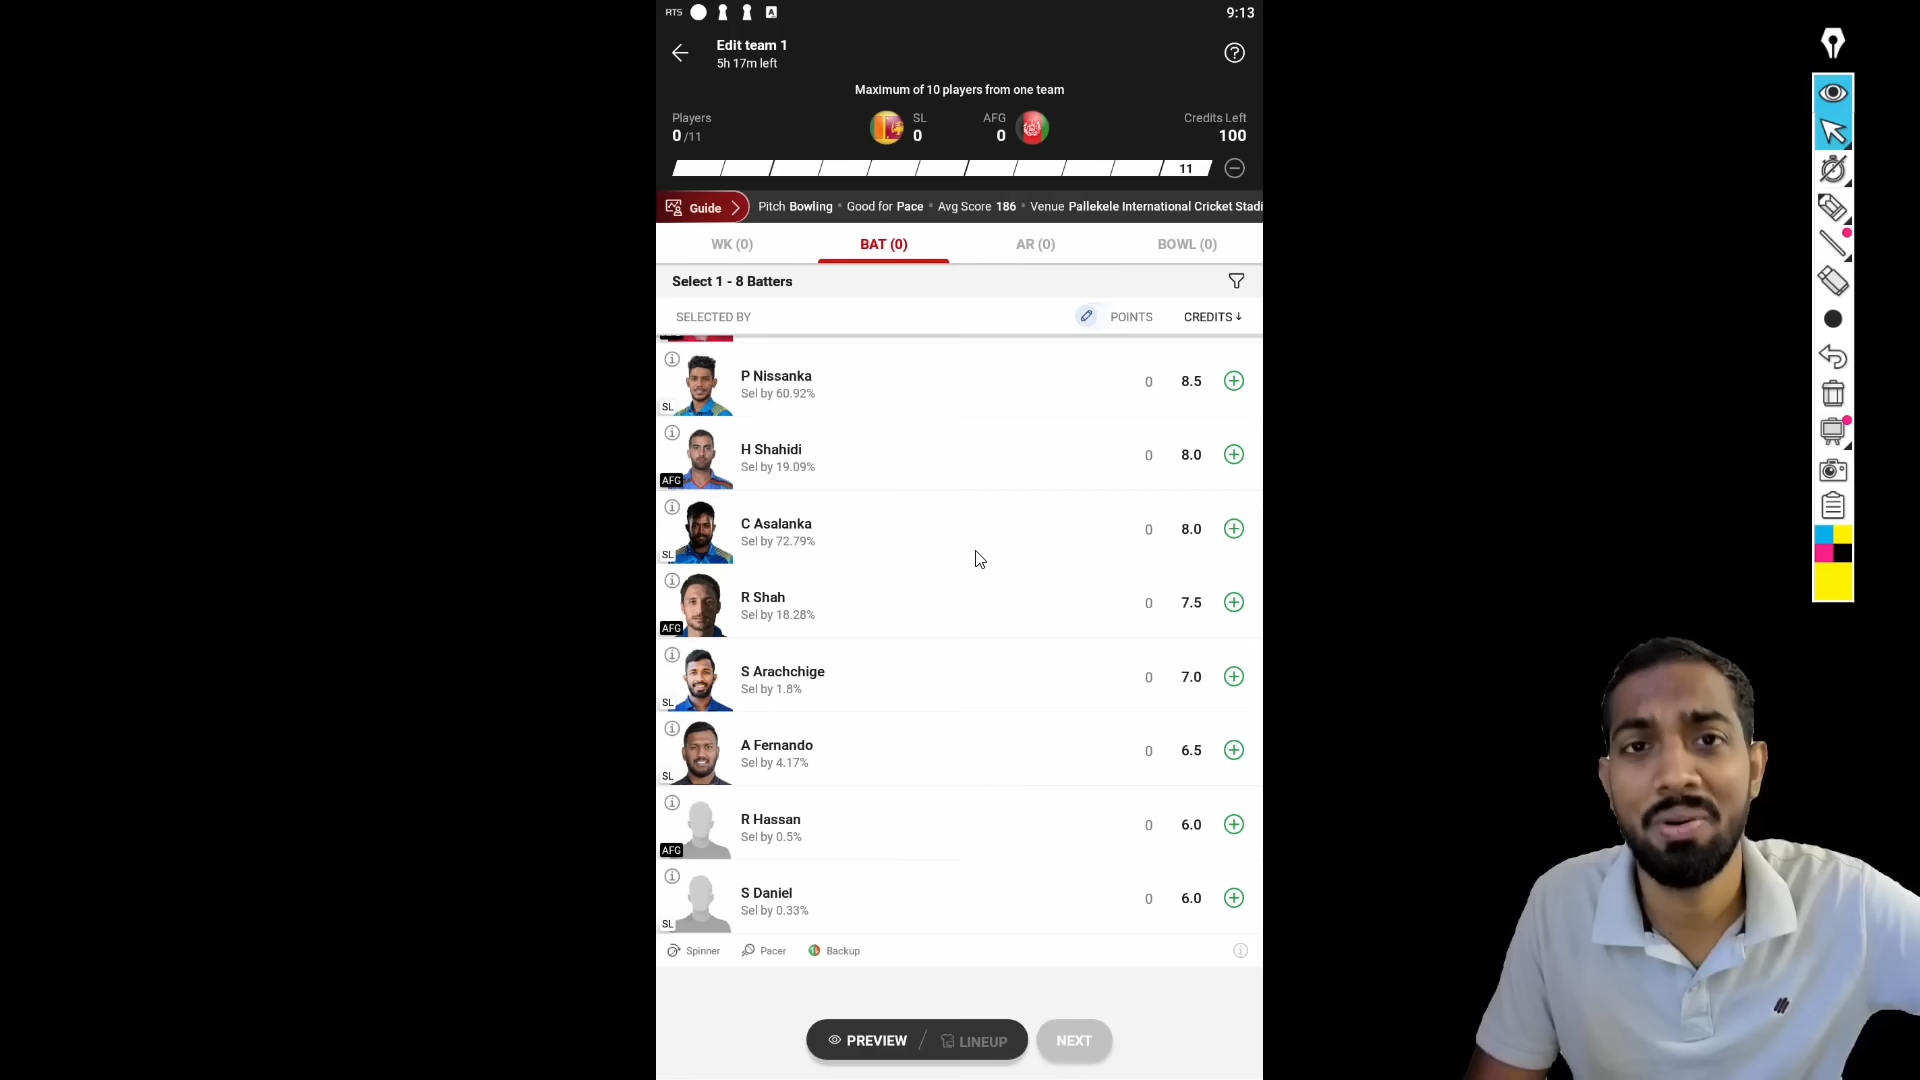 RTS A 9:13
Edit team 1
5h 17m left
Maximum of 10 players from one team
Players SL AFG Credits Left
0 /11 0 0 100
11
Guide Pitch Bowling • Good for Pace • Avg Score 186 • Venue Pallekele International Cricket Stadi
WK (0) BAT (0) AR (0) BOWL (0)
Select 1 - 8 Batters
SELECTED BY POINTS CREDITS ↓
AFG
P Nissanka 0 8.5
Sel by 60.92%
SL
H Shahidi 0 8.0
Sel by 19.09%
AFG
C Asalanka 0 8.0
Sel by 72.79%
SL
R Shah 0 7.5
Sel by 18.28%
AFG
S Arachchige 0 7.0
Sel by 1.8%
SL
A Fernando 0 6.5
Sel by 4.17%
SL
R Hassan 0 6.0
Sel by 0.5%
AFG
S Daniel 0 6.0
Sel by 0.33%
SL
Spinner Pacer Backup
PREVIEW / LINEUP NEXT